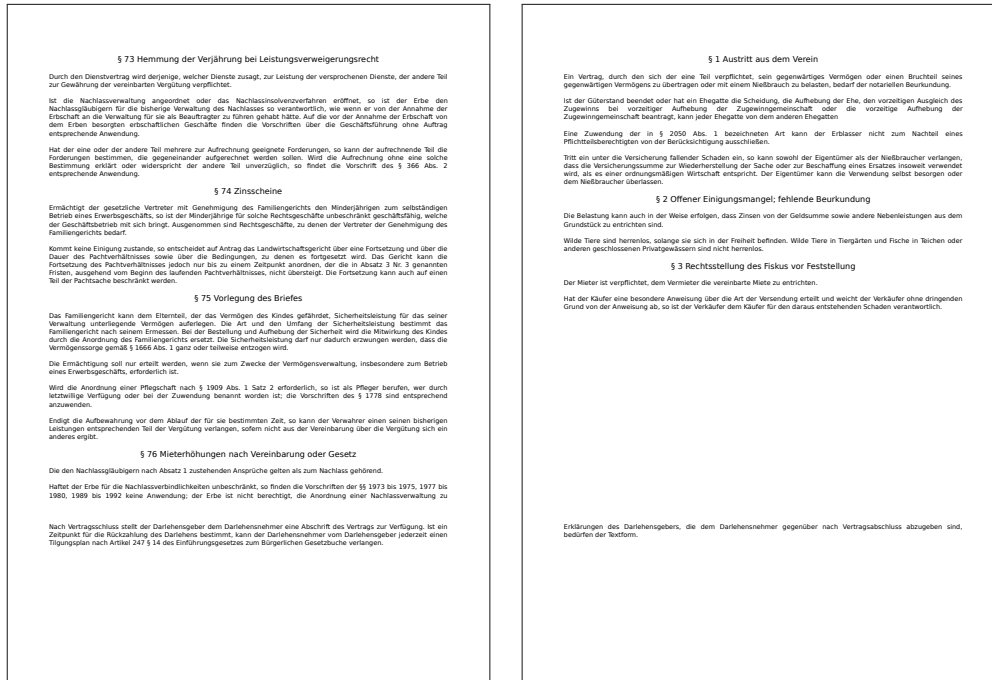 § 73 Hemmung der Verjährung bei Leistungsverweigerungsrecht
Durch den Dienstvertrag wird derjenige, welcher Dienste zusagt, zur Leistung der versprochenen Dienste, der andere Teil
zur Gewährung der vereinbarten Vergütung verpflichtet.
Ist die Nachlassverwaltung angeordnet oder das Nachlassinsolvenzverfahren eröffnet, so ist der Erbe den
Nachlassgläubigern für die bisherige Verwaltung des Nachlasses so verantwortlich, wie wenn er von der Annahme der
Erbschaft an die Verwaltung für sie als Beauftragter zu führen gehabt hätte. Auf die vor der Annahme der Erbschaft von
dem Erben besorgten erbschaftlichen Geschäfte finden die Vorschriften über die Geschäftsführung ohne Auftrag
entsprechende Anwendung.
Hat der eine oder der andere Teil mehrere zur Aufrechnung geeignete Forderungen, so kann der aufrechnende Teil die
Forderungen bestimmen, die gegeneinander aufgerechnet werden sollen. Wird die Aufrechnung ohne eine solche
Bestimmung erklärt oder widerspricht der andere Teil unverzüglich, so findet die Vorschrift des § 366 Abs. 2
entsprechende Anwendung.
§ 74 Zinsscheine
Ermächtigt der gesetzliche Vertreter mit Genehmigung des Familiengerichts den Minderjährigen zum selbständigen
Betrieb eines Erwerbsgeschäfts, so ist der Minderjährige für solche Rechtsgeschäfte unbeschränkt geschäftsfähig, welche
der Geschäftsbetrieb mit sich bringt. Ausgenommen sind Rechtsgeschäfte, zu denen der Vertreter der Genehmigung des
Familiengerichts bedarf.
Kommt keine Einigung zustande, so entscheidet auf Antrag das Landwirtschaftsgericht über eine Fortsetzung und über die
Dauer des Pachtverhältnisses sowie über die Bedingungen, zu denen es fortgesetzt wird. Das Gericht kann die
Fortsetzung des Pachtverhältnisses jedoch nur bis zu einem Zeitpunkt anordnen, der die in Absatz 3 Nr. 3 genannten
Fristen, ausgehend vom Beginn des laufenden Pachtverhältnisses, nicht übersteigt. Die Fortsetzung kann auch auf einen
Teil der Pachtsache beschränkt werden.
§ 75 Vorlegung des Briefes
Das Familiengericht kann dem Elternteil, der das Vermögen des Kindes gefährdet, Sicherheitsleistung für das seiner
Verwaltung unterliegende Vermögen auferlegen. Die Art und den Umfang der Sicherheitsleistung bestimmt das
Familiengericht nach seinem Ermessen. Bei der Bestellung und Aufhebung der Sicherheit wird die Mitwirkung des Kindes
durch die Anordnung des Familiengerichts ersetzt. Die Sicherheitsleistung darf nur dadurch erzwungen werden, dass die
Vermögenssorge gemäß § 1666 Abs. 1 ganz oder teilweise entzogen wird.
Die Ermächtigung soll nur erteilt werden, wenn sie zum Zwecke der Vermögensverwaltung, insbesondere zum Betrieb
eines Erwerbsgeschäfts, erforderlich ist.
Wird die Anordnung einer Pflegschaft nach § 1909 Abs. 1 Satz 2 erforderlich, so ist als Pfleger berufen, wer durch
letztwillige Verfügung oder bei der Zuwendung benannt worden ist; die Vorschriften des § 1778 sind entsprechend
anzuwenden.
Endigt die Aufbewahrung vor dem Ablauf der für sie bestimmten Zeit, so kann der Verwahrer einen seinen bisherigen
Leistungen entsprechenden Teil der Vergütung verlangen, sofern nicht aus der Vereinbarung über die Vergütung sich ein
anderes ergibt.
§ 76 Mieterhöhungen nach Vereinbarung oder Gesetz
Die den Nachlassgläubigern nach Absatz 1 zustehenden Ansprüche gelten als zum Nachlass gehörend.
Haftet der Erbe für die Nachlassverbindlichkeiten unbeschränkt, so finden die Vorschriften der §§ 1973 bis 1975, 1977 bis
1980, 1989 bis 1992 keine Anwendung; der Erbe ist nicht berechtigt, die Anordnung einer Nachlassverwaltung zu
Nach Vertragsschluss stellt der Darlehensgeber dem Darlehensnehmer eine Abschrift des Vertrags zur Verfügung. Ist ein
Zeitpunkt für die Rückzahlung des Darlehens bestimmt, kann der Darlehensnehmer vom Darlehensgeber jederzeit einen
Tilgungsplan nach Artikel 247 § 14 des Einführungsgesetzes zum Bürgerlichen Gesetzbuche verlangen.
§ 1 Austritt aus dem Verein
Ein Vertrag, durch den sich der eine Teil verpflichtet, sein gegenwärtiges Vermögen oder einen Bruchteil seines
gegenwärtigen Vermögens zu übertragen oder mit einem Nießbrauch zu belasten, bedarf der notariellen Beurkundung.
Ist der Güterstand beendet oder hat ein Ehegatte die Scheidung, die Aufhebung der Ehe, den vorzeitigen Ausgleich des
Zugewinns bei vorzeitiger Aufhebung der Zugewinngemeinschaft oder die vorzeitige Aufhebung der
Zugewinngemeinschaft beantragt, kann jeder Ehegatte von dem anderen Ehegatten
Eine Zuwendung der in § 2050 Abs. 1 bezeichneten Art kann der Erblasser nicht zum Nachteil eines
Pflichtteilsberechtigten von der Berücksichtigung ausschließen.
Tritt ein unter die Versicherung fallender Schaden ein, so kann sowohl der Eigentümer als der Nießbraucher verlangen,
dass die Versicherungssumme zur Wiederherstellung der Sache oder zur Beschaffung eines Ersatzes insoweit verwendet
wird, als es einer ordnungsmäßigen Wirtschaft entspricht. Der Eigentümer kann die Verwendung selbst besorgen oder
dem Nießbraucher überlassen.
§ 2 Offener Einigungsmangel; fehlende Beurkundung
Die Belastung kann auch in der Weise erfolgen, dass Zinsen von der Geldsumme sowie andere Nebenleistungen aus dem
Grundstück zu entrichten sind.
Wilde Tiere sind herrenlos, solange sie sich in der Freiheit befinden. Wilde Tiere in Tiergärten und Fische in Teichen oder
anderen geschlossenen Privatgewässern sind nicht herrenlos.
§ 3 Rechtsstellung des Fiskus vor Feststellung
Der Mieter ist verpflichtet, dem Vermieter die vereinbarte Miete zu entrichten.
Hat der Käufer eine besondere Anweisung über die Art der Versendung erteilt und weicht der Verkäufer ohne dringenden
Grund von der Anweisung ab, so ist der Verkäufer dem Käufer für den daraus entstehenden Schaden verantwortlich.
Erklärungen des Darlehensgebers, die dem Darlehensnehmer gegenüber nach Vertragsabschluss abzugeben sind,
bedürfen der Textform.